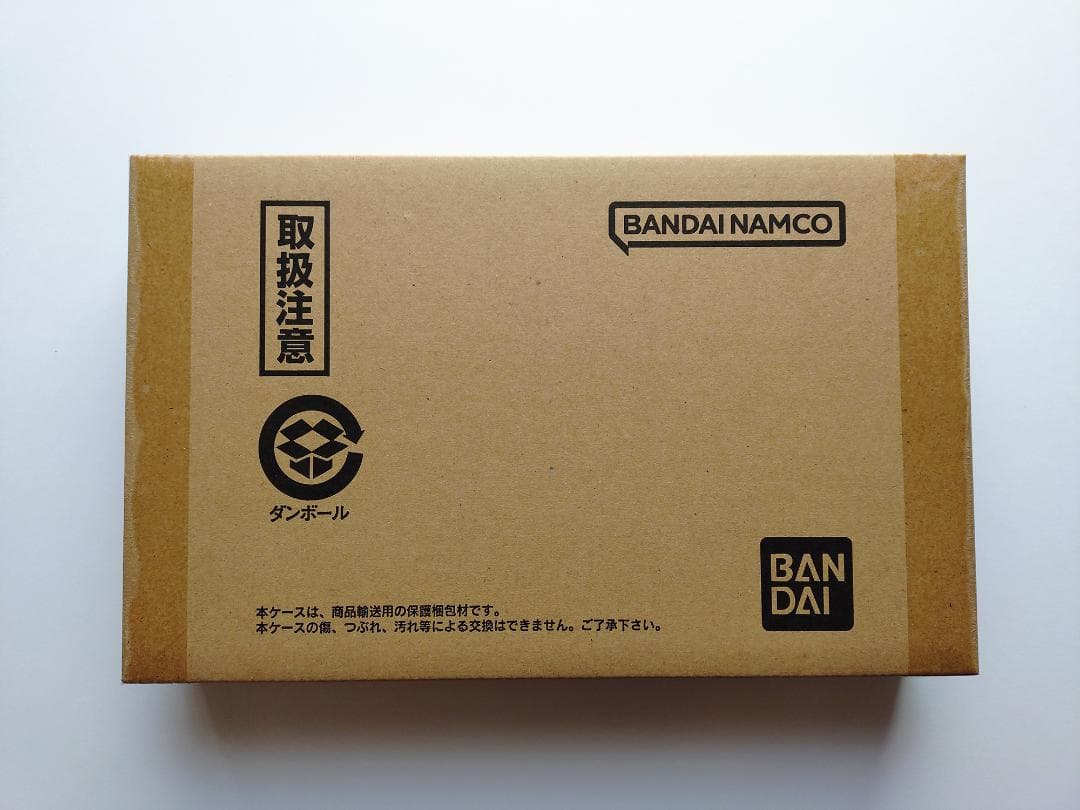 取扱注意
BANDAI NAMCO
ダンボール
BAN
DAI
本ケースは、商品輸送用の保護梱包材です。
本ケースの傷、つぶれ、汚れ等による交換はできません。ご了承下さい。